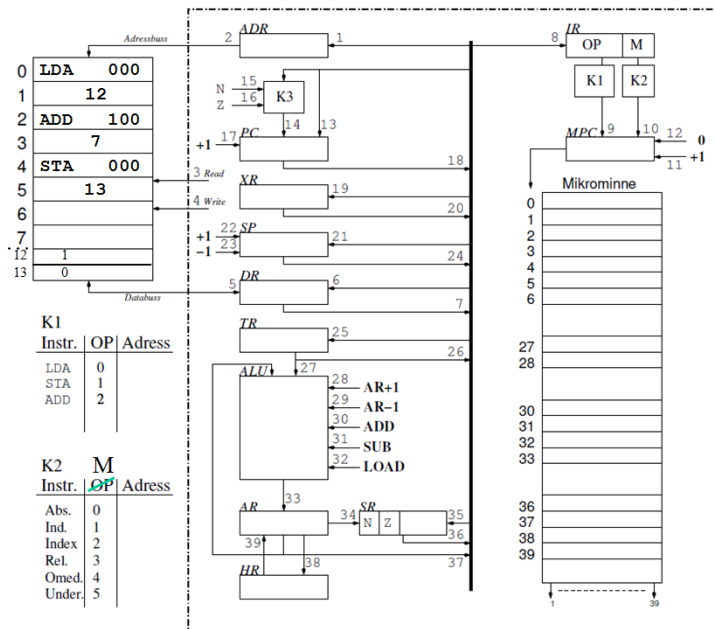 ADR
IR
Adressbuss 2 1 8 OP M
0 LDA 000
1 12
2 ADD 100
3 7
4 STA 000
5 13
6
7
12 1
13 0
3 Read
4 Write
5 Databuss
N 15
Z 16
K3
14 13
K1 K2
+1 17 PC
18
MPC 9 10 12 0
11 +1
XR 19
20
+1 22 SP
-1 23 21
24
DR 6
7
TR 25
26
27
ALU
28 AR+1
29 AR-1
30 ADD
31 SUB
32 LOAD
33
AR 34 SR 35
N Z
36
37
39 38
HR
Mikrominne
0
1
2
3
4
5
6
27
28
30
31
32
33
36
37
38
39
1 39
K1
Instr. OP Adress
LDA 0
STA 1
ADD 2
K2 M
Instr. OP Adress
Abs. 0
Ind. 1
Index 2
Rel. 3
Omed. 4
Under. 5